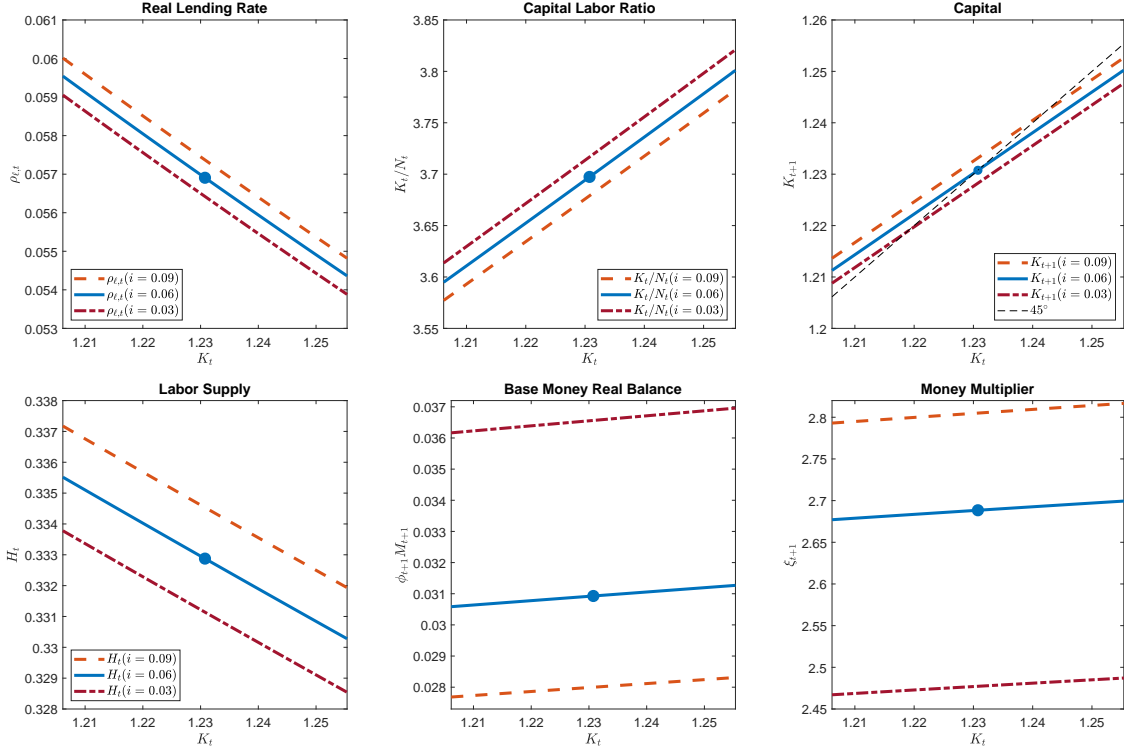 Real Lending Rate
0.061
0.06
0.059
0.058
0.057
0.056
0.055
0.054
0.053
ρℓ,t
ρℓ,t(i = 0.09)
ρℓ,t(i = 0.06)
ρℓ,t(i = 0.03)
1.21 1.22 1.23 1.24 1.25
Kt
Capital Labor Ratio
3.85
3.8
3.75
3.7
3.65
3.6
3.55
Kt/Nt
Kt/Nt(i = 0.09)
Kt/Nt(i = 0.06)
Kt/Nt(i = 0.03)
1.21 1.22 1.23 1.24 1.25
Kt
Capital
1.26
1.25
1.24
1.23
1.22
1.21
1.2
Kt+1
Kt+1(i = 0.09)
Kt+1(i = 0.06)
Kt+1(i = 0.03)
45°
1.21 1.22 1.23 1.24 1.25
Kt
Labor Supply
0.338
0.337
0.336
0.335
0.334
0.333
0.332
0.331
0.33
0.329
0.328
Ht
Ht(i = 0.09)
Ht(i = 0.06)
Ht(i = 0.03)
1.21 1.22 1.23 1.24 1.25
Kt
Base Money Real Balance
0.037
0.036
0.035
0.034
0.033
0.032
0.031
0.03
0.029
0.028
ϕt+1Mt+1
1.21 1.22 1.23 1.24 1.25
Kt
Money Multiplier
2.8
2.75
2.7
2.65
2.6
2.55
2.5
2.45
ξt+1
1.21 1.22 1.23 1.24 1.25
Kt